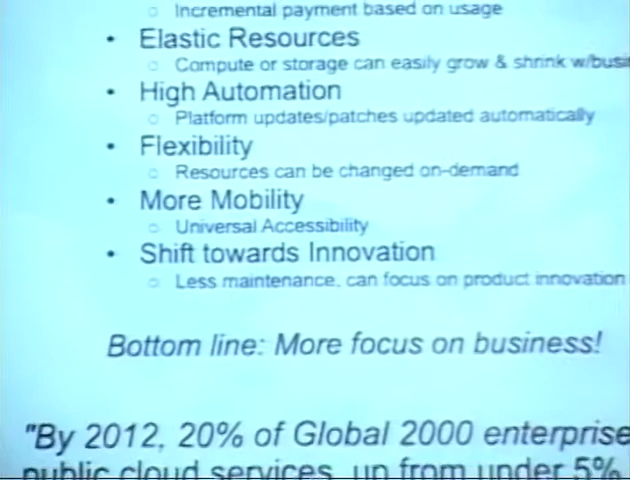 ○ Incremental payment based on usage
• Elastic Resources
○ Compute or storage can easily grow & shrink w/busi
• High Automation
○ Platform updates/patches updated automatically
• Flexibility
○ Resources can be changed on-demand
• More Mobility
○ Universal Accessibility
• Shift towards Innovation
○ Less maintenance, can focus on product innovation
Bottom line: More focus on business!
"By 2012, 20% of Global 2000 enterprise
public cloud services, up from under 5%